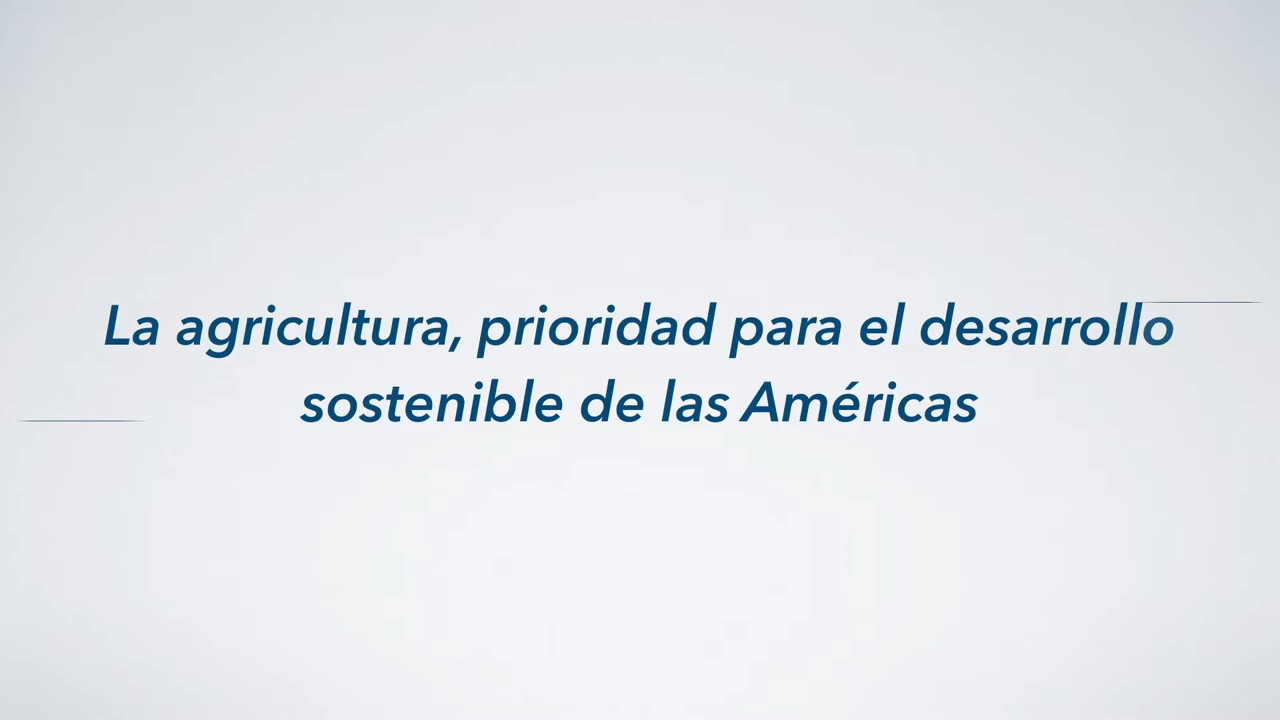 La agricultura, prioridad para el desarrollo
sostenible de las Américas